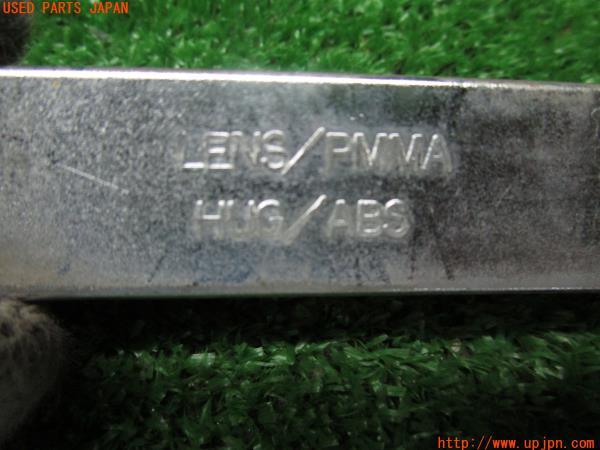 USED PARTS JAPAN
LENS/PMMA
HUG/ABS
http://www.upjpn.com/